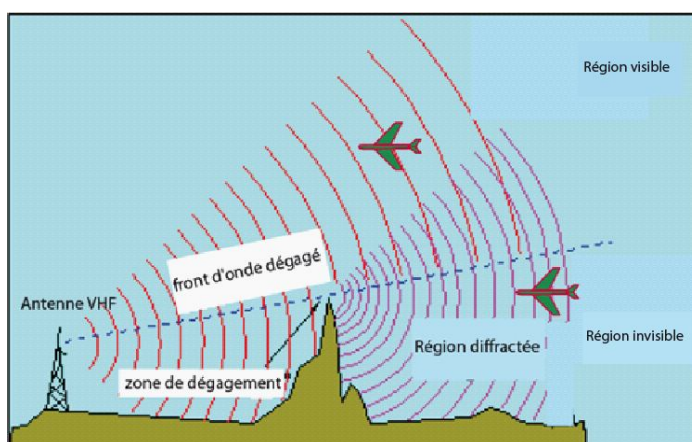 Région visible
front d'onde dégagé
Antenne VHF
Région invisible
Région diffractée
zone de dégagement